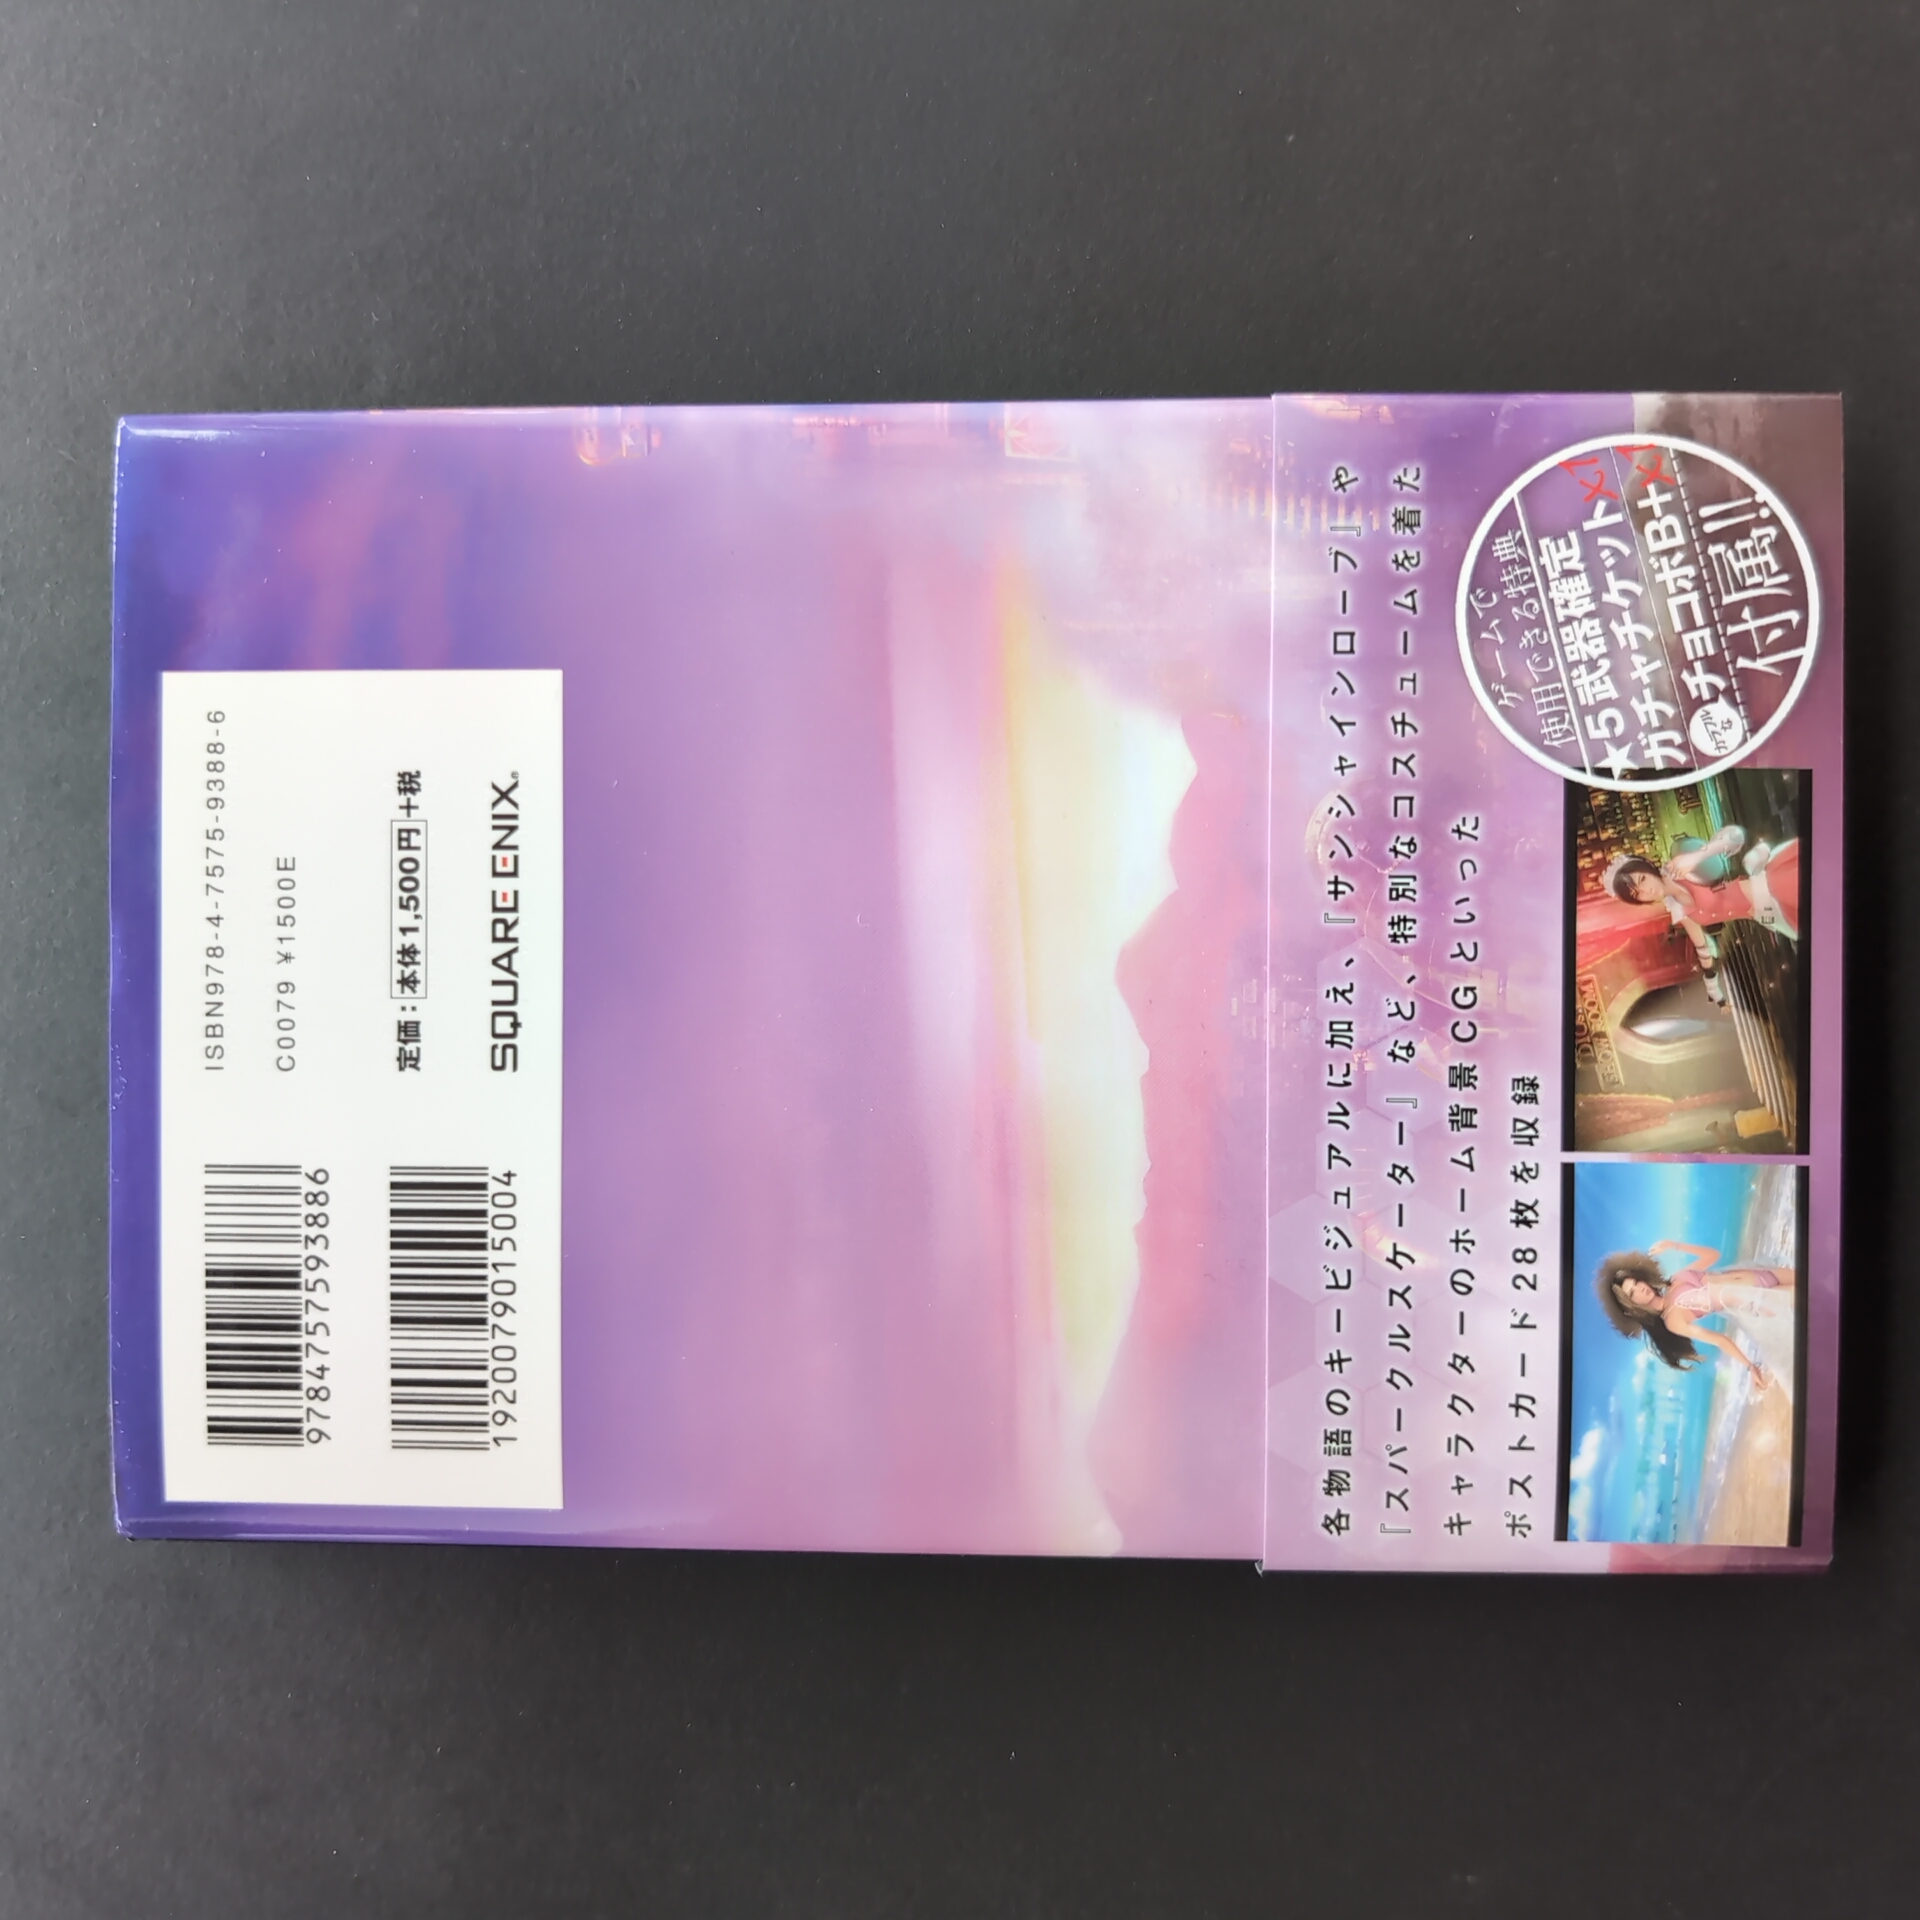 9784757593886
ISBN978-4-7575-9388-6
C0079 ¥1500E
1920079015004
定価：本体1,500円+税
SQUARE ENIX®
各物語のキービジュアルに加え、『サンシャインローブ』や
『スパークルスケーター』など、特別なコスチュームを着た
キャラクターのホーム背景CGといった
ポストカード28枚を収録
SHOW ROOM
ゲームで
使用できる特典
★5武器確定
ガチャチケット×1
カラフルな チョコボB+×1
付属!!